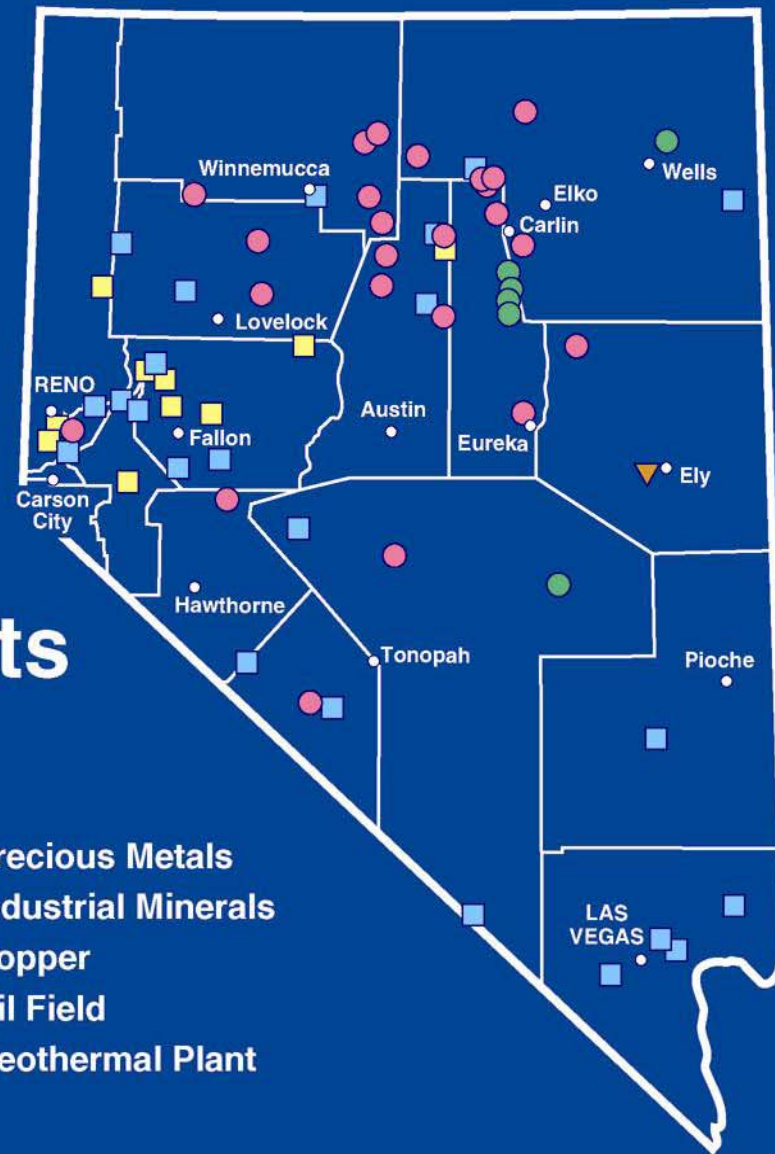 Winnemucca
Wells
Elko
Carlin
Lovelock
RENO
Austin
Fallon
Eureka
Ely
Carson
City
Hawthorne
ts
Tonopah
Pioche
recious Metals
ndustrial Minerals
opper
il Field
eothermal Plant
LAS
VEGAS